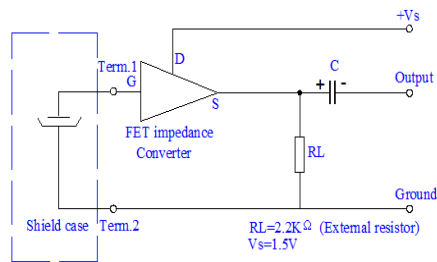 +Vs
D
C
Term.1
G
+ -
Output
S
FET impedance
Converter
RL
Ground
Shield case
Term.2
RL=2.2KΩ (External resistor)
Vs=1.5V